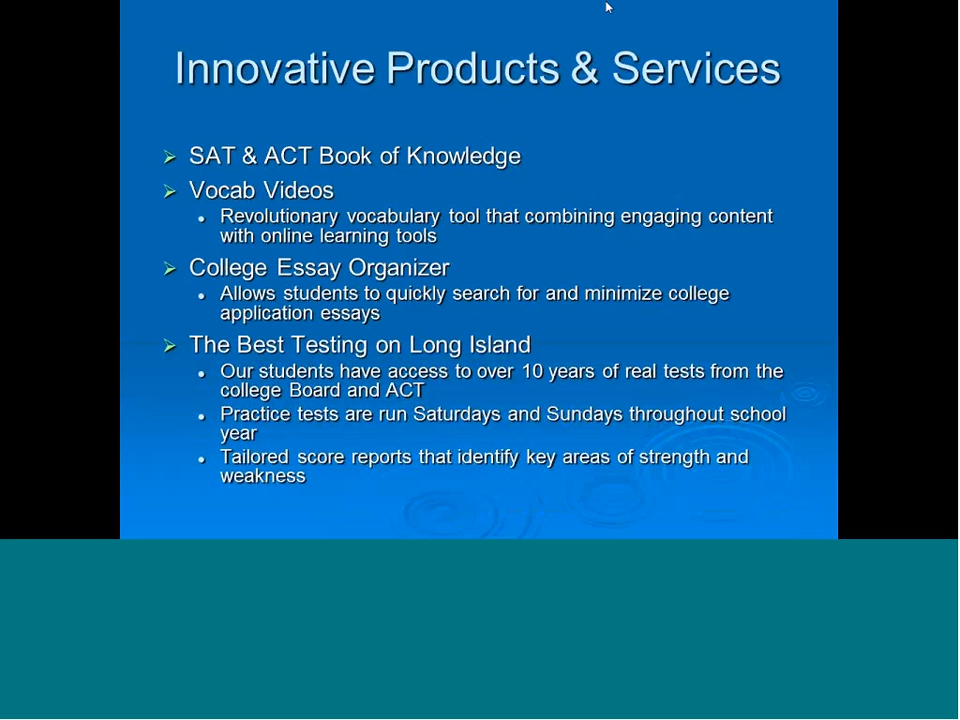 Innovative Products & Services
SAT & ACT Book of Knowledge
Vocab Videos
Revolutionary vocabulary tool that combining engaging content
with online learning tools
College Essay Organizer
Allows students to quickly search for and minimize college
application essays
The Best Testing on Long Island
Our students have access to over 10 years of real tests from the
college Board and ACT
Practice tests are run Saturdays and Sundays throughout school
year
Tailored score reports that identify key areas of strength and
weakness